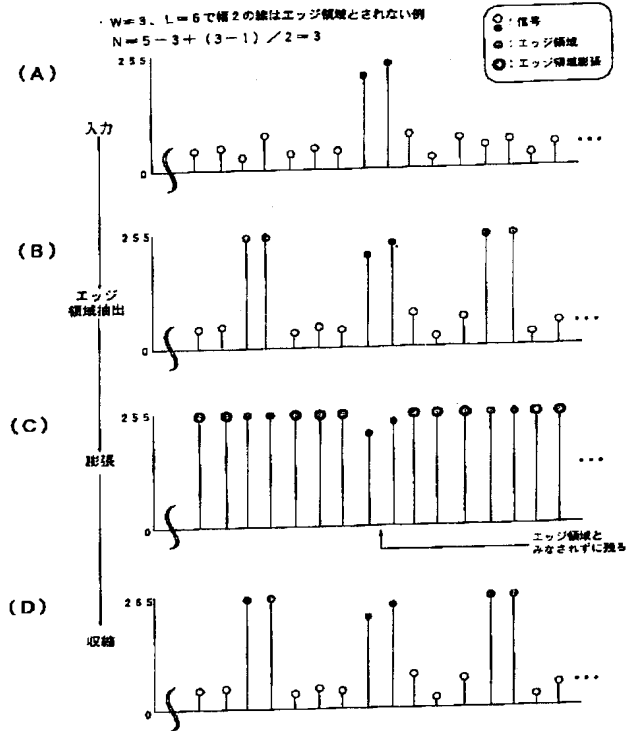 ・W=3、L=6で幅2の線はエッジ領域とされない例
N=5-3+(3-1)/2=3
○●:信号
:エッジ領域
◎:エッジ領域膨張
(A)
255
0
入力
...
(B)
255
0
エッジ
領域抽出
...
(C)
255
0
膨張
...
エッジ領域と
みなされずに残る
(D)
265
0
収縮
...